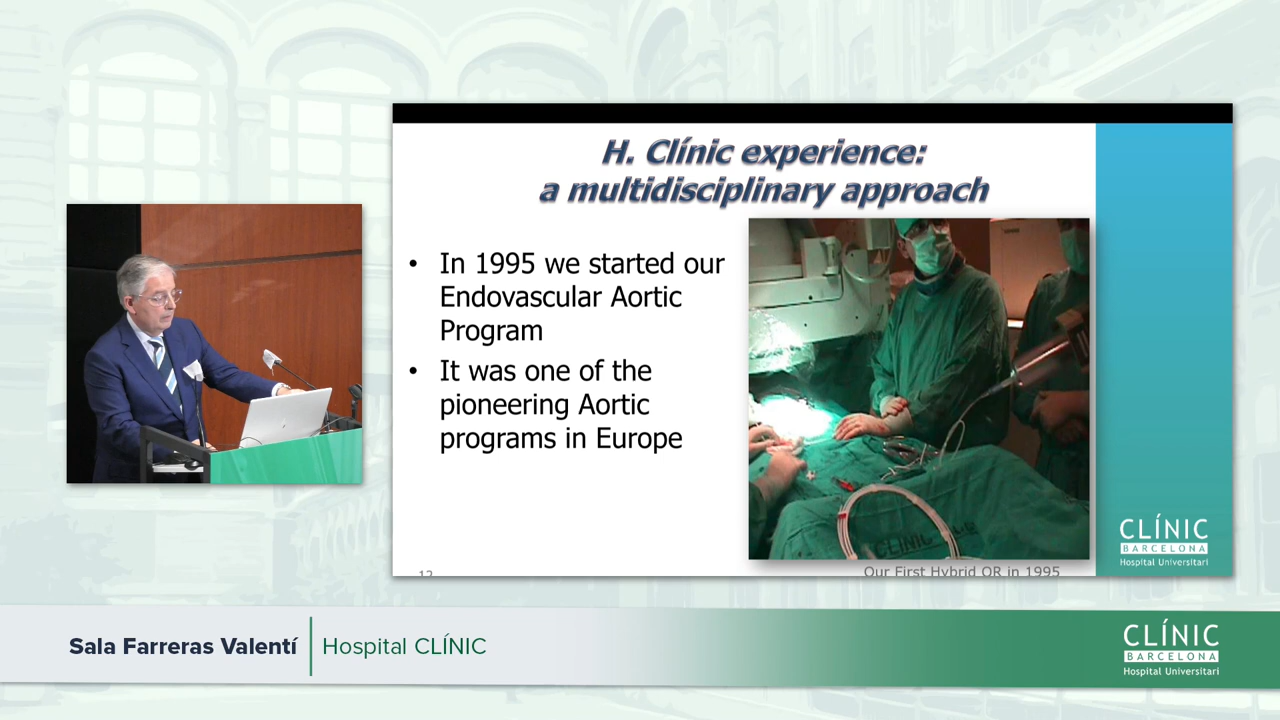 H. Clínic experience:
a multidisciplinary approach
• In 1995 we started our
Endovascular Aortic
Program
• It was one of the
pioneering Aortic
programs in Europe
12
Our First Hybrid OR in 1995
CLÍNIC
BARCELONA
Hospital Universitari
Sala Farreras Valentí
Hospital CLÍNIC
CLÍNIC
BARCELONA
Hospital Universitari